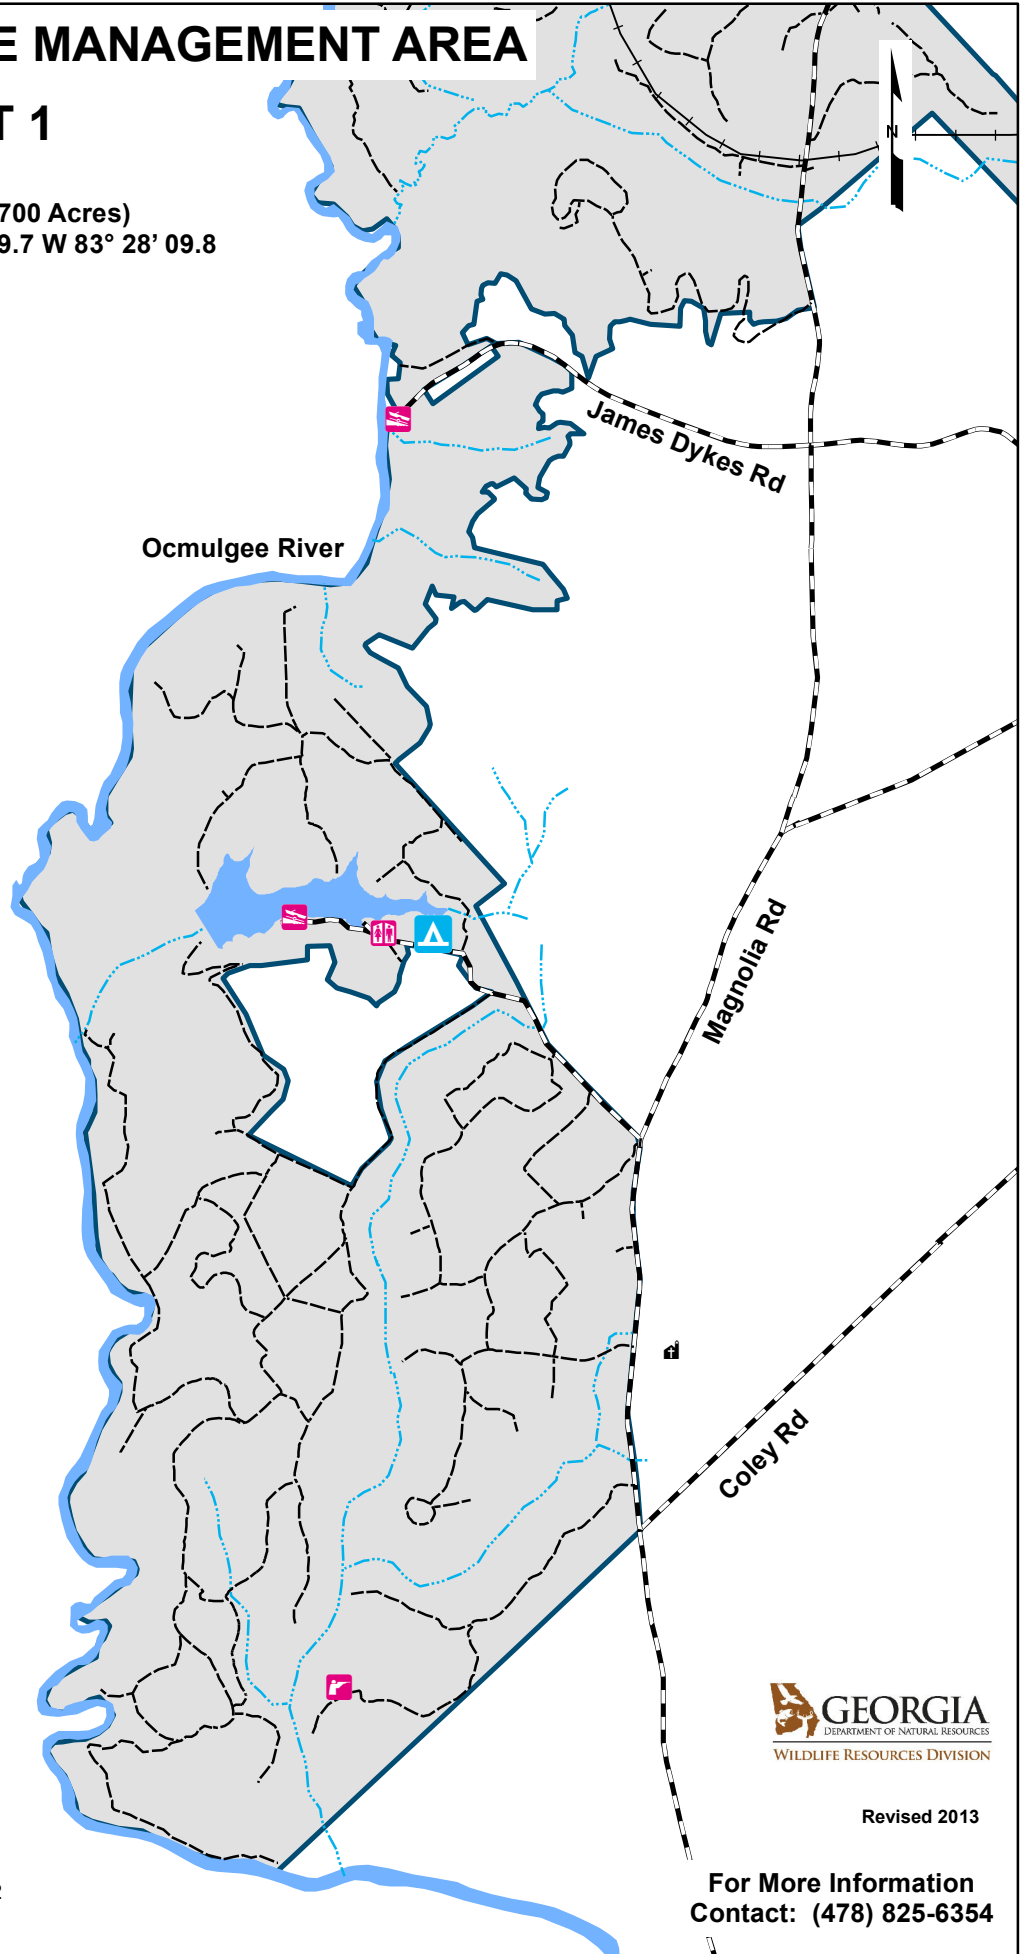 E MANAGEMENT AREA
T 1
700 Acres)
9.7 W 83° 28’ 09.8
N
James Dykes Rd
Ocmulgee River
Magnolia Rd
Coley Rd
GEORGIA
DEPARTMENT OF NATURAL RESOURCES
WILDLIFE RESOURCES DIVISION
Revised 2013
For More Information
Contact: (478) 825-6354